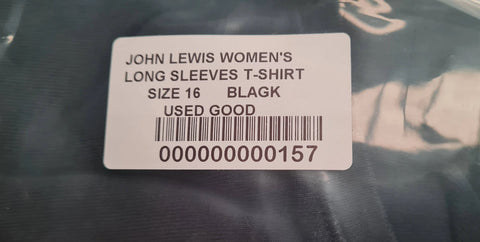 JOHN LEWIS WOMEN'S
LONG SLEEVES T-SHIRT
SIZE 16 BLAGK
USED GOOD
000000000157